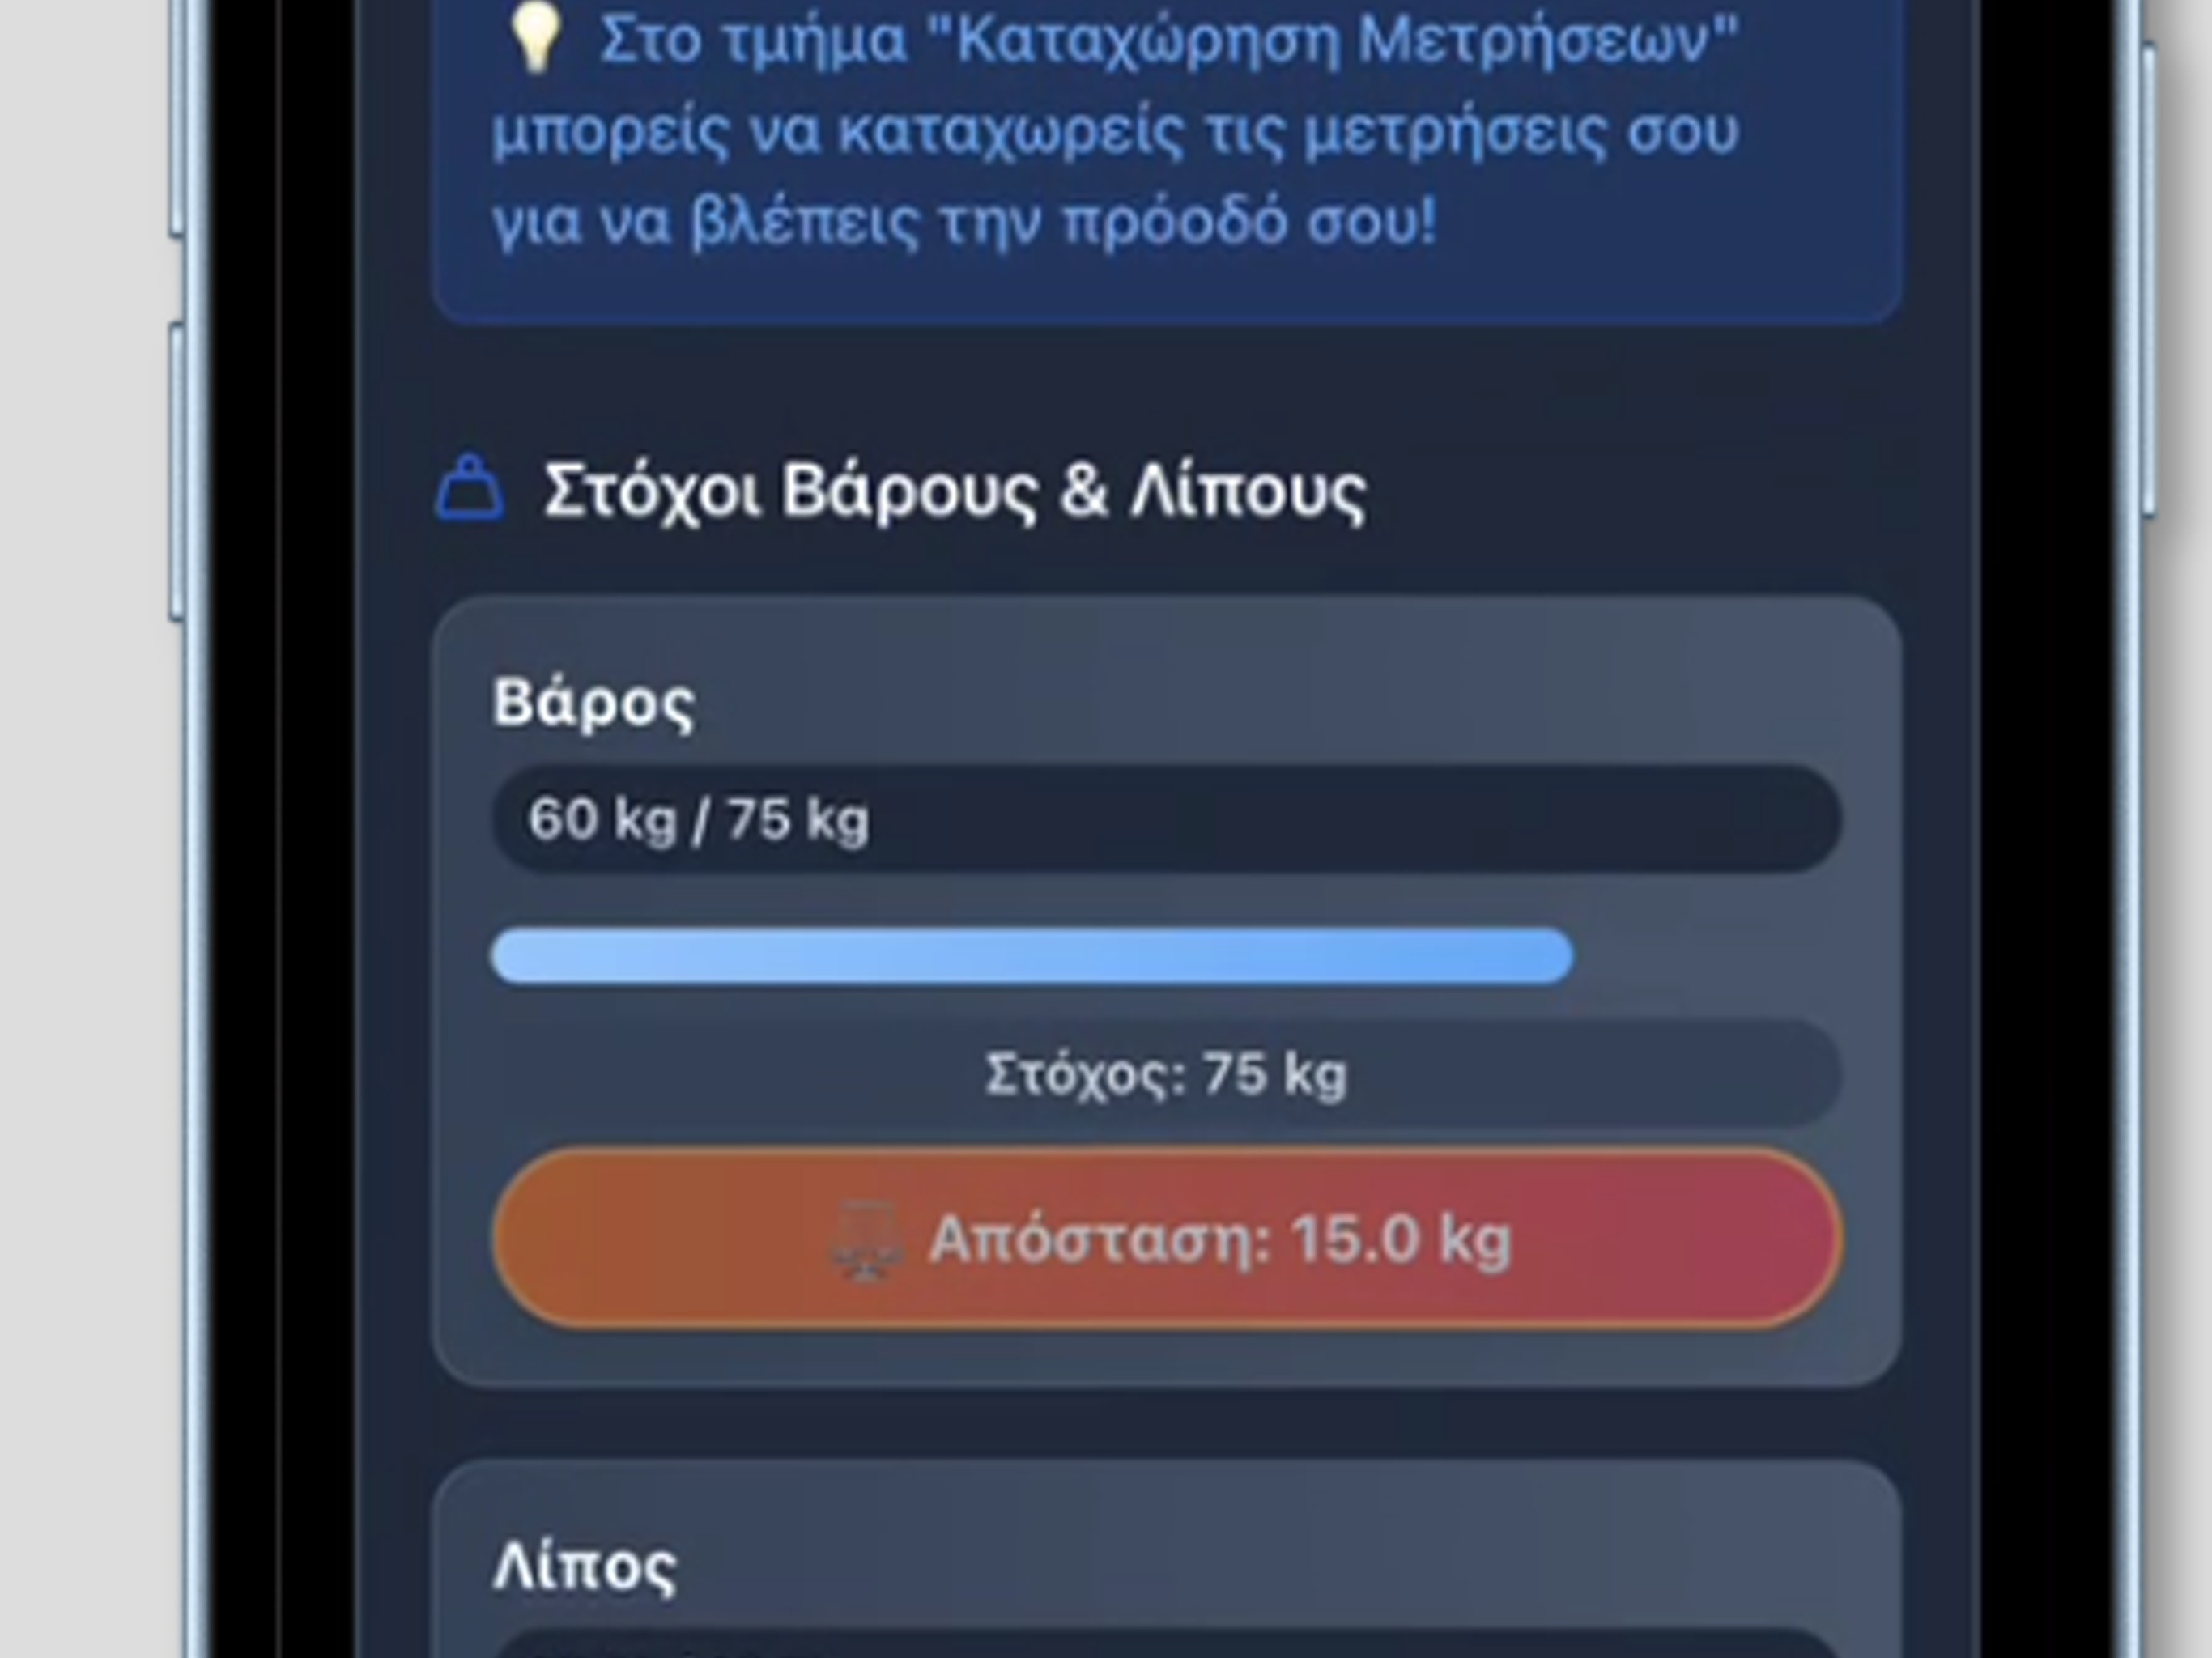 Στο τμήμα "Καταχώρηση Μετρήσεων"
μπορείς να καταχωρείς τις μετρήσεις σου
για να βλέπεις την πρόοδό σου!
Στόχοι Βάρους & Λίπους
Βάρος
60 kg / 75 kg
Στόχος: 75 kg
Απόσταση: 15.0 kg
Λίπος